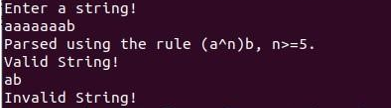 Enter a string!
aaaaaaab
Parsed using the rule (a^n)b, n>=5.
Valid String!
ab
Invalid String!